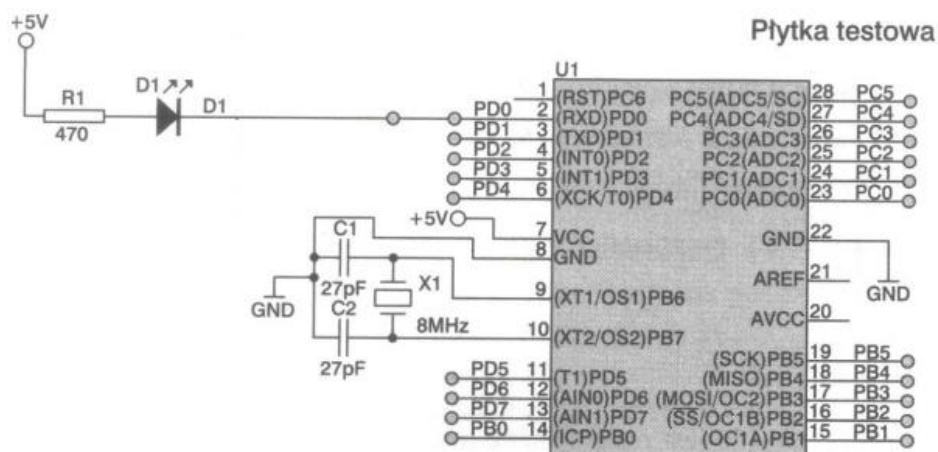 +5V
Płytka testowa
R1
470
D1
D1
U1
1 (RST)PC6
PD0 2 (RXD)PD0
PD1 3 (TXD)PD1
PD2 4 (INT0)PD2
PD3 5 (INT1)PD3
PD4 6 (XCK/T0)PD4
+5V
7 VCC
8 GND
C1
27pF
X1
GND
C2
8MHz
27pF
9 (XT1/OS1)PB6
10 (XT2/OS2)PB7
PD5 11 (T1)PD5
PD6 12 (AIN0)PD6
PD7 13 (AIN1)PD7
PB0 14 (ICP)PB0
PC5(ADC5/SC) 28 PC5
PC4(ADC4/SD) 27 PC4
PC3(ADC3) 26 PC3
PC2(ADC2) 25 PC2
PC1(ADC1) 24 PC1
PC0(ADC0) 23 PC0
GND 22
GND
AREF 21
AVCC 20
(SCK)PB5 19 PB5
(MISO)PB4 18 PB4
(MOSI/OC2)PB3 17 PB3
(SS/OC1B)PB2 16 PB2
(OC1A)PB1 15 PB1